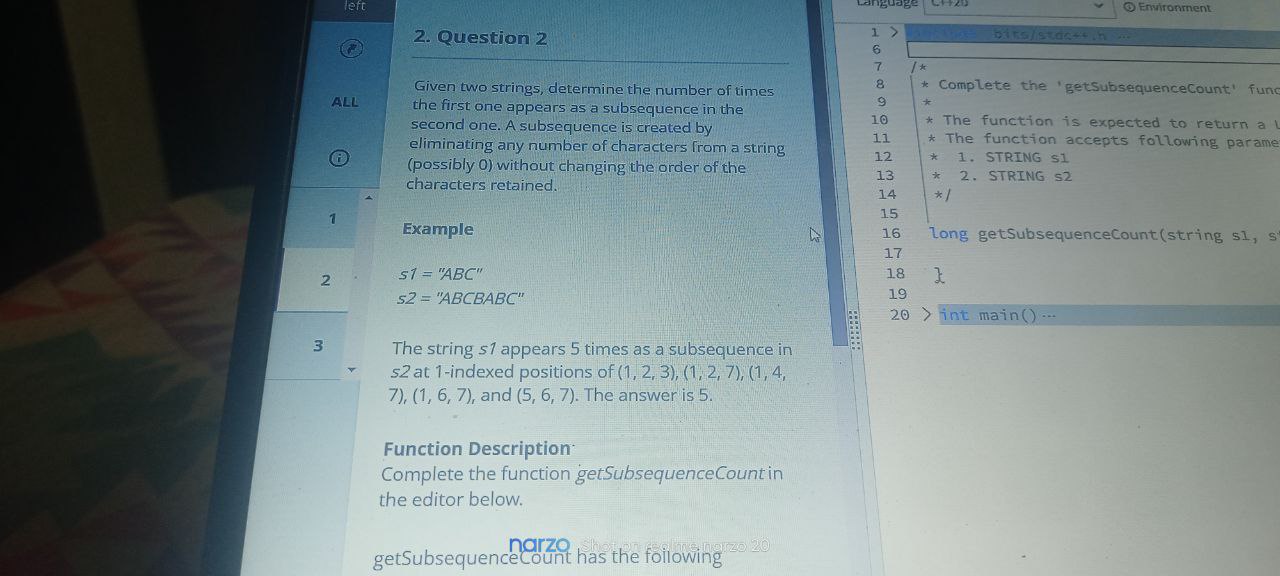 left
ALL
1
2
3
2. Question 2
Given two strings, determine the number of times
the first one appears as a subsequence in the
second one. A subsequence is created by
eliminating any number of characters from a string
(possibly 0) without changing the order of the
characters retained.
Example
s1 = "ABC"
s2 = "ABCBABC"
The string s1 appears 5 times as a subsequence in
s2 at 1-indexed positions of (1, 2, 3), (1, 2, 7), (1, 4,
7), (1, 6, 7), and (5, 6, 7). The answer is 5.
Function Description
Complete the function getSubsequenceCount in
the editor below.
getSubsequenceCount has the following
Language C++20 Environment
1 > bits/stdc++.h ...
6
7 /*
8 * Complete the 'getSubsequenceCount' func
9 *
10 * The function is expected to return a
11 * The function accepts following parame
12 * 1. STRING s1
13 * 2. STRING s2
14 */
15
16 long getSubsequenceCount(string s1, s
17
18 }
19
20 > int main() ...
narzo Shot on realme narzo 20